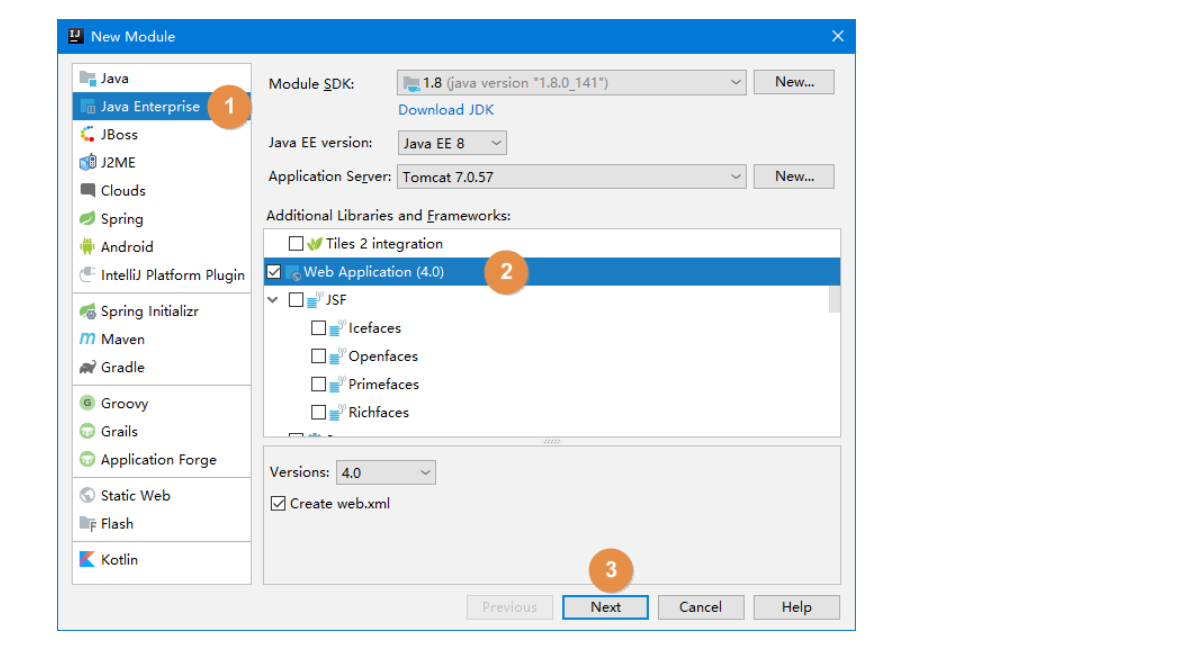 New Module
Java
Java Enterprise
1
JBoss
J2ME
Clouds
Spring
Android
IntelliJ Platform Plugin
Spring Initializr
Maven
Gradle
Groovy
Grails
Application Forge
Static Web
Flash
Kotlin
Module SDK: 1.8 (java version "1.8.0_141") New...
Download JDK
Java EE version: Java EE 8
Application Server: Tomcat 7.0.57 New...
Additional Libraries and Frameworks:
Tiles 2 integration
Web Application (4.0) 2
JSF
Icefaces
Openfaces
Primefaces
Richfaces
Versions: 4.0
Create web.xml
3
Previous Next Cancel Help